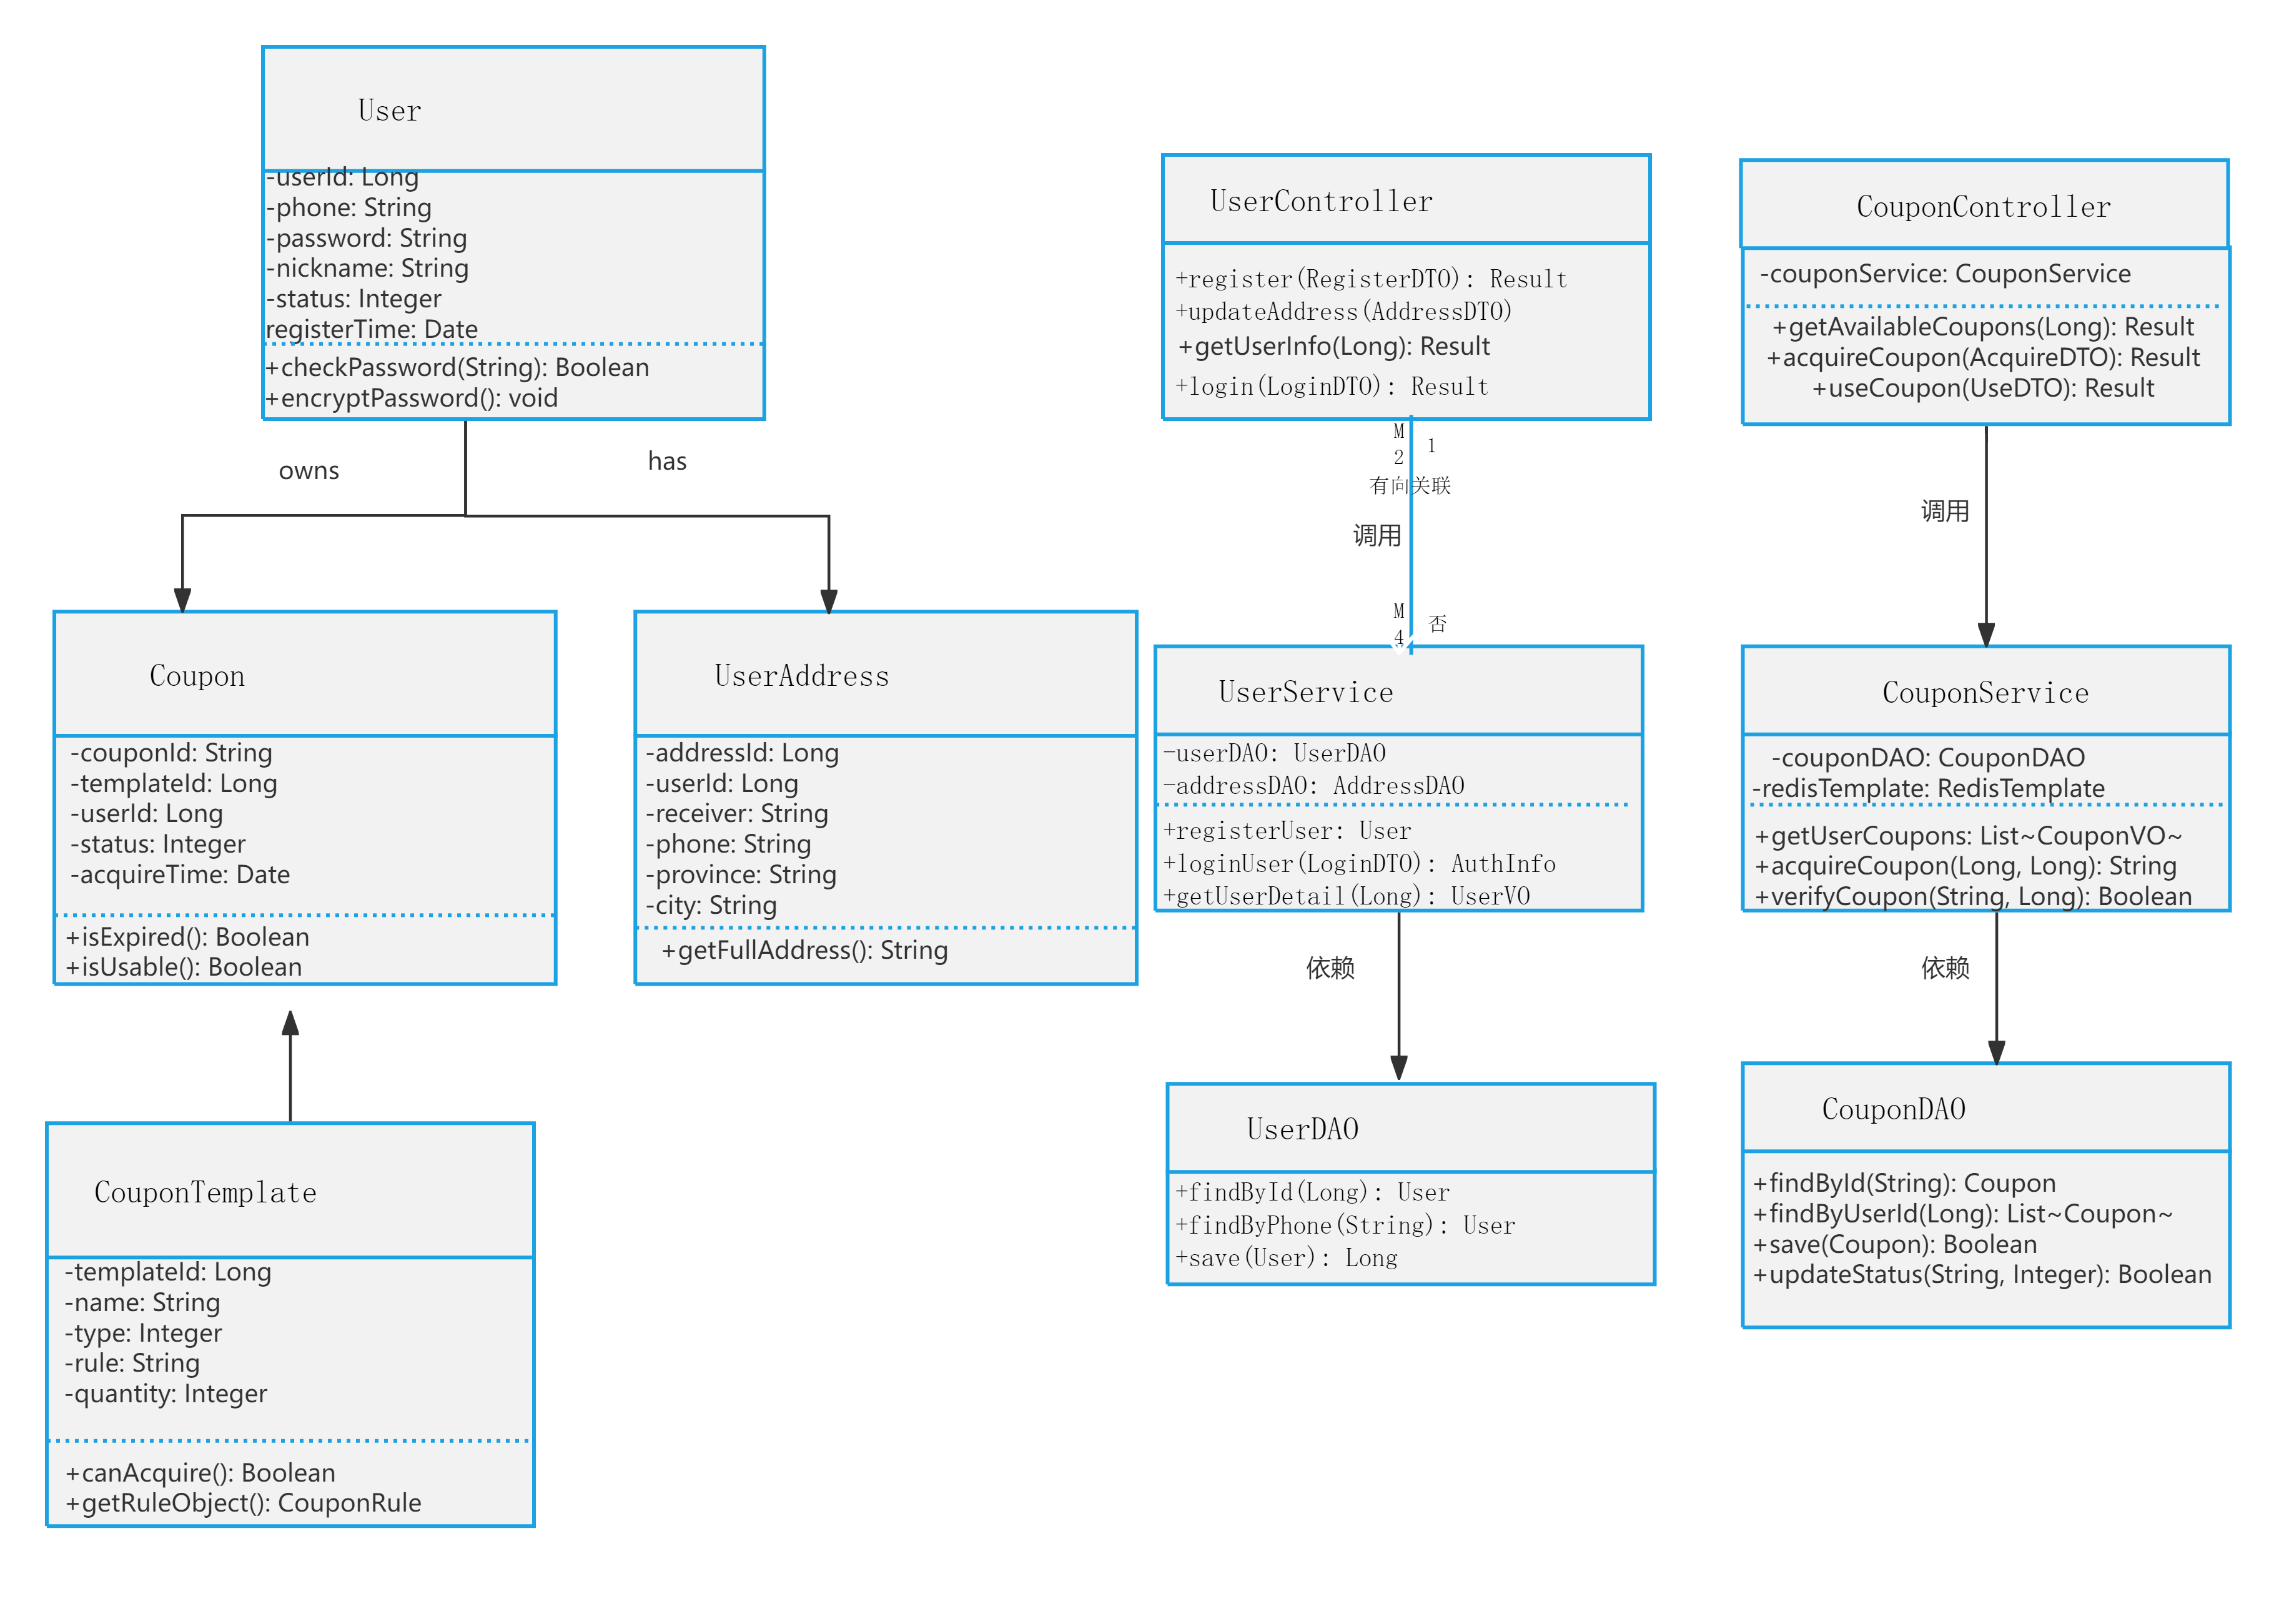 User
-userId: Long
-phone: String
-password: String
-nickname: String
-status: Integer
registerTime: Date
+checkPassword(String): Boolean
+encryptPassword(): void
owns
has
Coupon
-couponId: String
-templateId: Long
-userId: Long
-status: Integer
-acquireTime: Date
+isExpired(): Boolean
+isUsable(): Boolean
UserAddress
-addressId: Long
-userId: Long
-receiver: String
-phone: String
-province: String
-city: String
+getFullAddress(): String
CouponTemplate
-templateId: Long
-name: String
-type: Integer
-rule: String
-quantity: Integer
+canAcquire(): Boolean
+getRuleObject(): CouponRule
UserController
+register(RegisterDTO): Result
+updateAddress(AddressDTO)
+getUserInfo(Long): Result
+login(LoginDTO): Result
M
2
1
有向关联
调用
M
4
否
UserService
-userDAO: UserDAO
-addressDAO: AddressDAO
+registerUser: User
+loginUser(LoginDTO): AuthInfo
+getUserDetail(Long): UserVO
依赖
UserDAO
+findById(Long): User
+findByPhone(String): User
+save(User): Long
CouponController
-couponService: CouponService
+getAvailableCoupons(Long): Result
+acquireCoupon(AcquireDTO): Result
+useCoupon(UseDTO): Result
调用
CouponService
-couponDAO: CouponDAO
-redisTemplate: RedisTemplate
+getUserCoupons: List~CouponVO~
+acquireCoupon(Long, Long): String
+verifyCoupon(String, Long): Boolean
依赖
CouponDAO
+findById(String): Coupon
+findByUserId(Long): List~Coupon~
+save(Coupon): Boolean
+updateStatus(String, Integer): Boolean